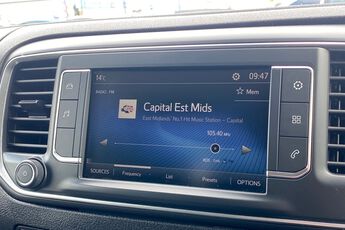 14°C 09:47
RADIO : FM Mem
Capital Est Mids
East Midlands' No.1 Hit Music Station - Capital
105.40 MHz
RDS
SOURCES Frequency List Presets OPTIONS